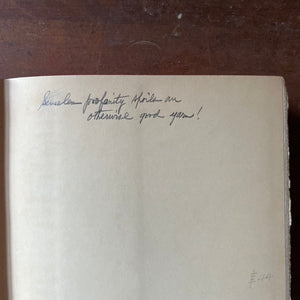 Senseless profanity spoils an
otherwise good yarn!